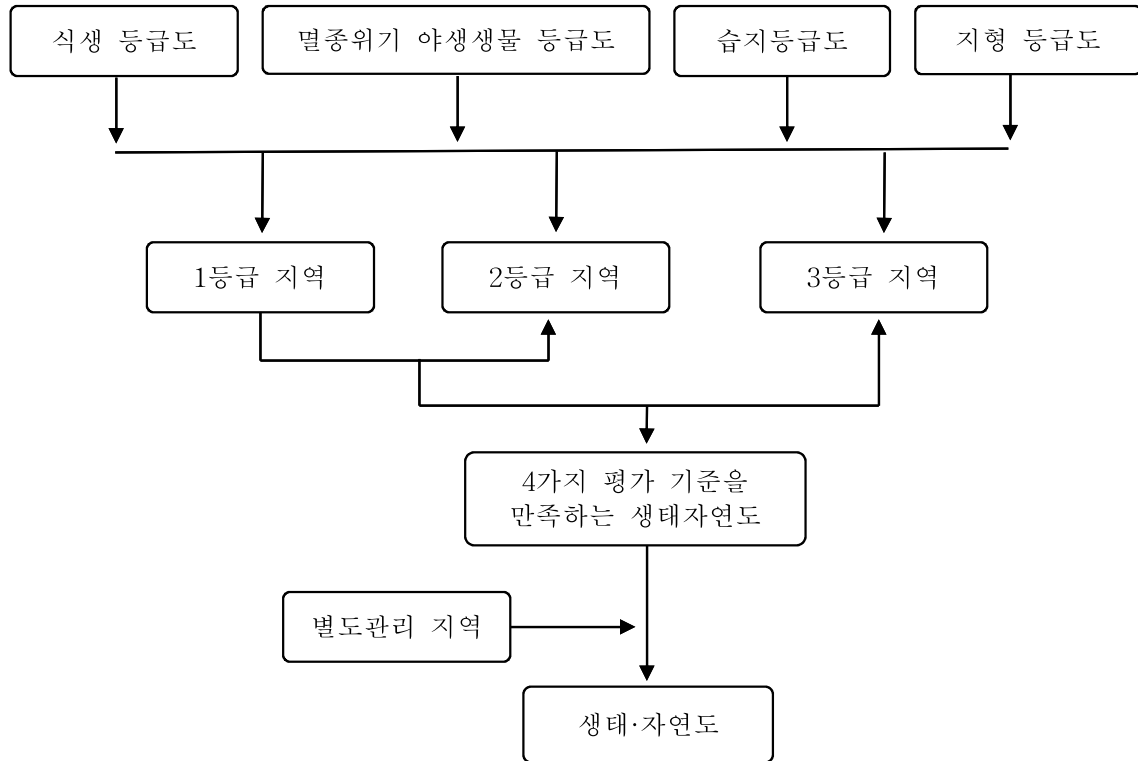 식생 등급도
멸종위기 야생생물 등급도
습지등급도
지형 등급도
1등급 지역
2등급 지역
3등급 지역
4가지 평가 기준을
만족하는 생태자연도
별도관리 지역
생태·자연도